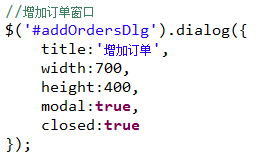 //增加订单窗口
$('#addOrdersDlg').dialog({
    title:'增加订单',
    width:700,
    height:400,
    modal:true,
    closed:true
});